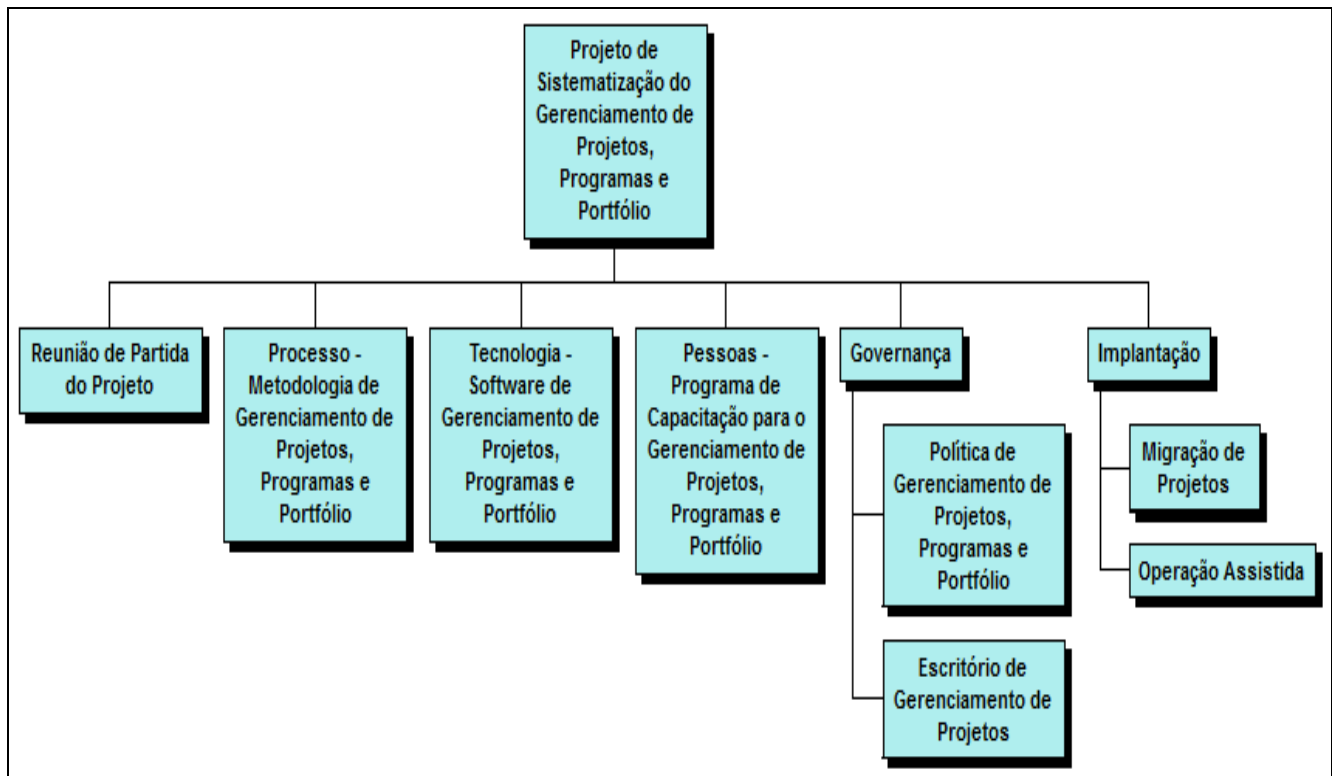 Projeto de
Sistematização do
Gerenciamento de
Projetos,
Programas e
Portfólio
Reunião de Partida
do Projeto
Processo -
Metodologia de
Gerenciamento de
Projetos,
Programas e
Portfólio
Tecnologia -
Software de
Gerenciamento de
Projetos,
Programas e
Portfólio
Pessoas -
Programa de
Capacitação para o
Gerenciamento de
Projetos,
Programas e
Portfólio
Governança
Política de
Gerenciamento de
Projetos,
Programas e
Portfólio
Escritório de
Gerenciamento de
Projetos
Implantação
Migração de
Projetos
Operação Assistida